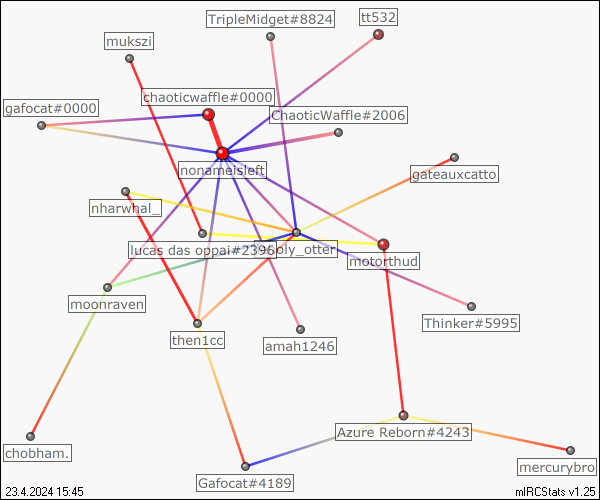 TripleMidget#8824
tt532
mukszi
chaoticwaffle#0000
gafocat#0000
ChaoticWaffle#2006
nonameisleft
gateauxcatto
nharwhal_
lucas das oppai#2396
oly_otter
motorthud
moonraven
Thinker#5995
then1cc
amah1246
Azure Reborn#4243
chobham.
mercurybro
Gafocat#4189
23.4.2024 15:45
mIRCStats v1.25